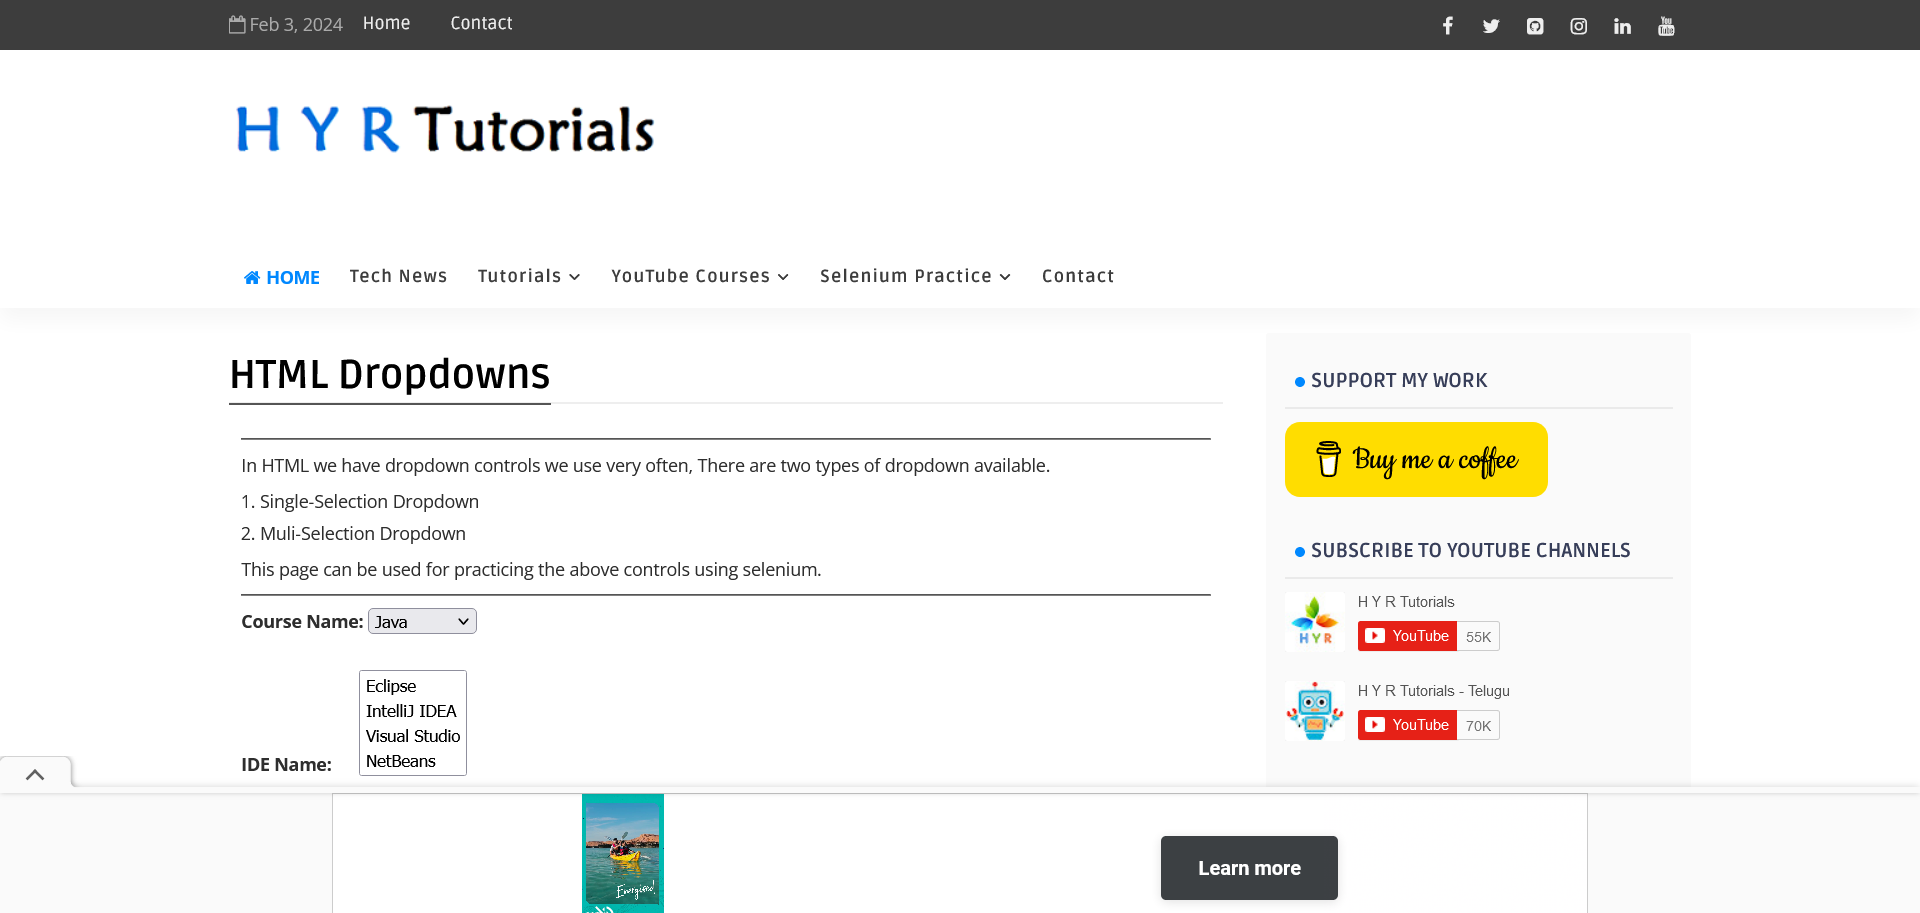 Feb 3, 2024 Home Contact
H Y R Tutorials
HOME Tech News Tutorials YouTube Courses Selenium Practice Contact
HTML Dropdowns
In HTML we have dropdown controls we use very often, There are two types of dropdown available.
1. Single-Selection Dropdown
2. Muli-Selection Dropdown
This page can be used for practicing the above controls using selenium.
Course Name: Java
Eclipse
IntelliJ IDEA
Visual Studio
NetBeans
IDE Name:
SUPPORT MY WORK
Buy me a coffee
SUBSCRIBE TO YOUTUBE CHANNELS
H Y R Tutorials
HYR
YouTube 55K
H Y R Tutorials - Telugu
YouTube 70K
Energised!
Learn more